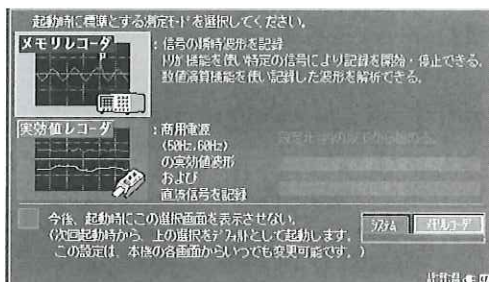 起動時に標準とする測定ﾓｰﾄﾞを選択してください。
メモリレコーダ
：信号の瞬時波形を記録
ﾄﾘｶﾞ機能を使い特定の信号により記録を開始・停止できる。
数値演算機能を使い記録した波形を解析できる。
実効値レコーダ
：商用電源
(50Hz,60Hz)
の実効値波形
および
直流信号を記録
今後、起動時にこの選択画面を表示させない。
(次回起動時から、上の選択をﾃﾞﾌｫﾙﾄとして起動します。
この設定は、本機の各画面からいつでも変更可能です。)
ｼｽﾃﾑ
ﾒﾓﾘﾚｺｰﾀﾞ